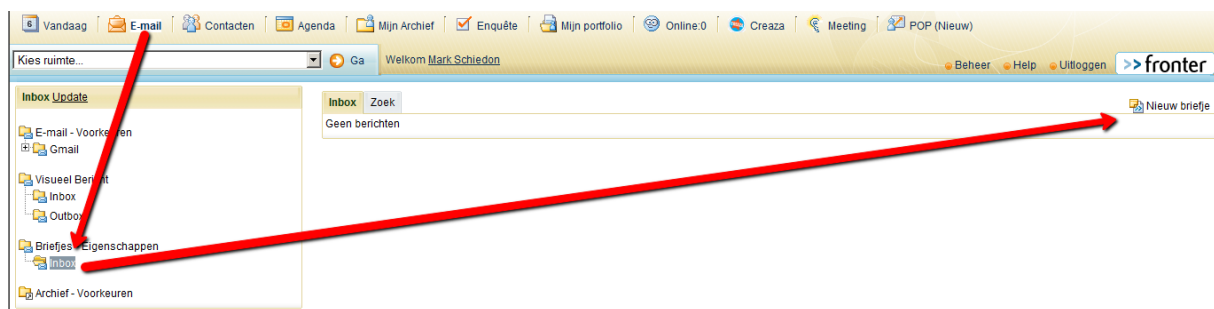 6 Vandaag E-mail Contacten Agenda Mijn Archief Enquête Mijn portfolio Online:0 Creaza Meeting POP (Nieuw)
Kies ruimte... Ga Welkom Mark Schiedon Beheer Help Uitloggen >> fronter
Inbox Update
Inbox Zoek Nieuw briefje
Geen berichten
E-mail - Voorkeuren
Gmail
Visueel Bericht
Inbox
Outbox
Briefjes - Eigenschappen
Inbox
Archief - Voorkeuren